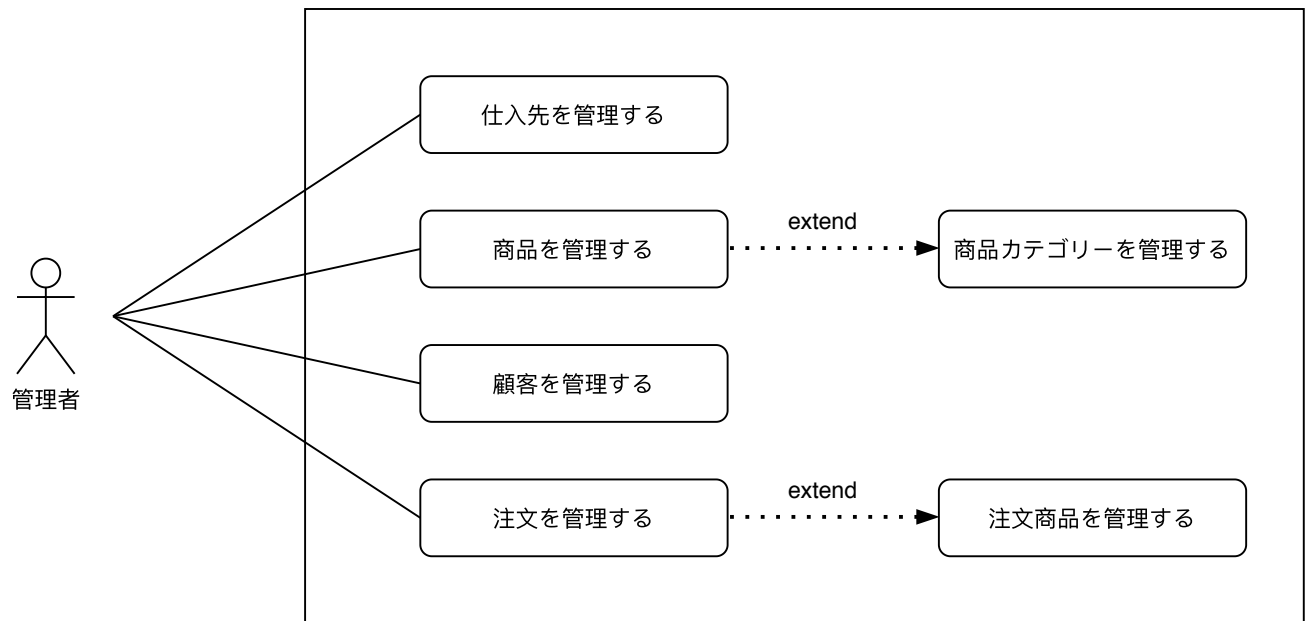 仕入先を管理する
商品を管理する
extend
商品カテゴリーを管理する
管理者
顧客を管理する
注文を管理する
extend
注文商品を管理する